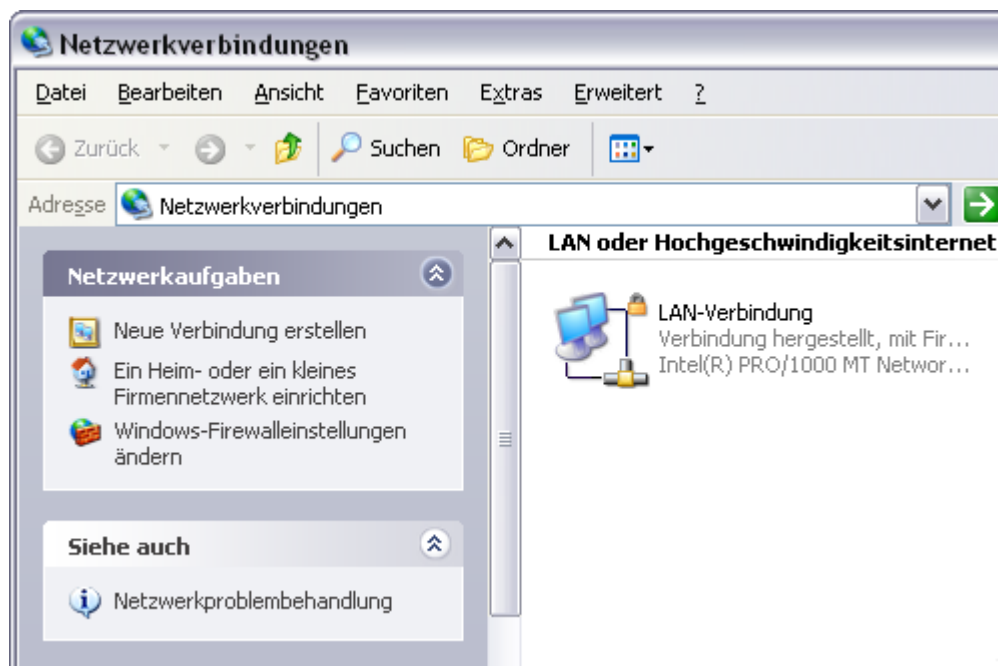 Netzwerkverbindungen
Datei Bearbeiten Ansicht Favoriten Extras Erweitert ?
Zurück Suchen Ordner
Adresse Netzwerkverbindungen
Netzwerkaufgaben
Neue Verbindung erstellen
Ein Heim- oder ein kleines
Firmennetzwerk einrichten
Windows-Firewalleinstellungen
ändern
Siehe auch
Netzwerkproblembehandlung
LAN oder Hochgeschwindigkeitsinternet
LAN-Verbindung
Verbindung hergestellt, mit Fir...
Intel(R) PRO/1000 MT Networ...